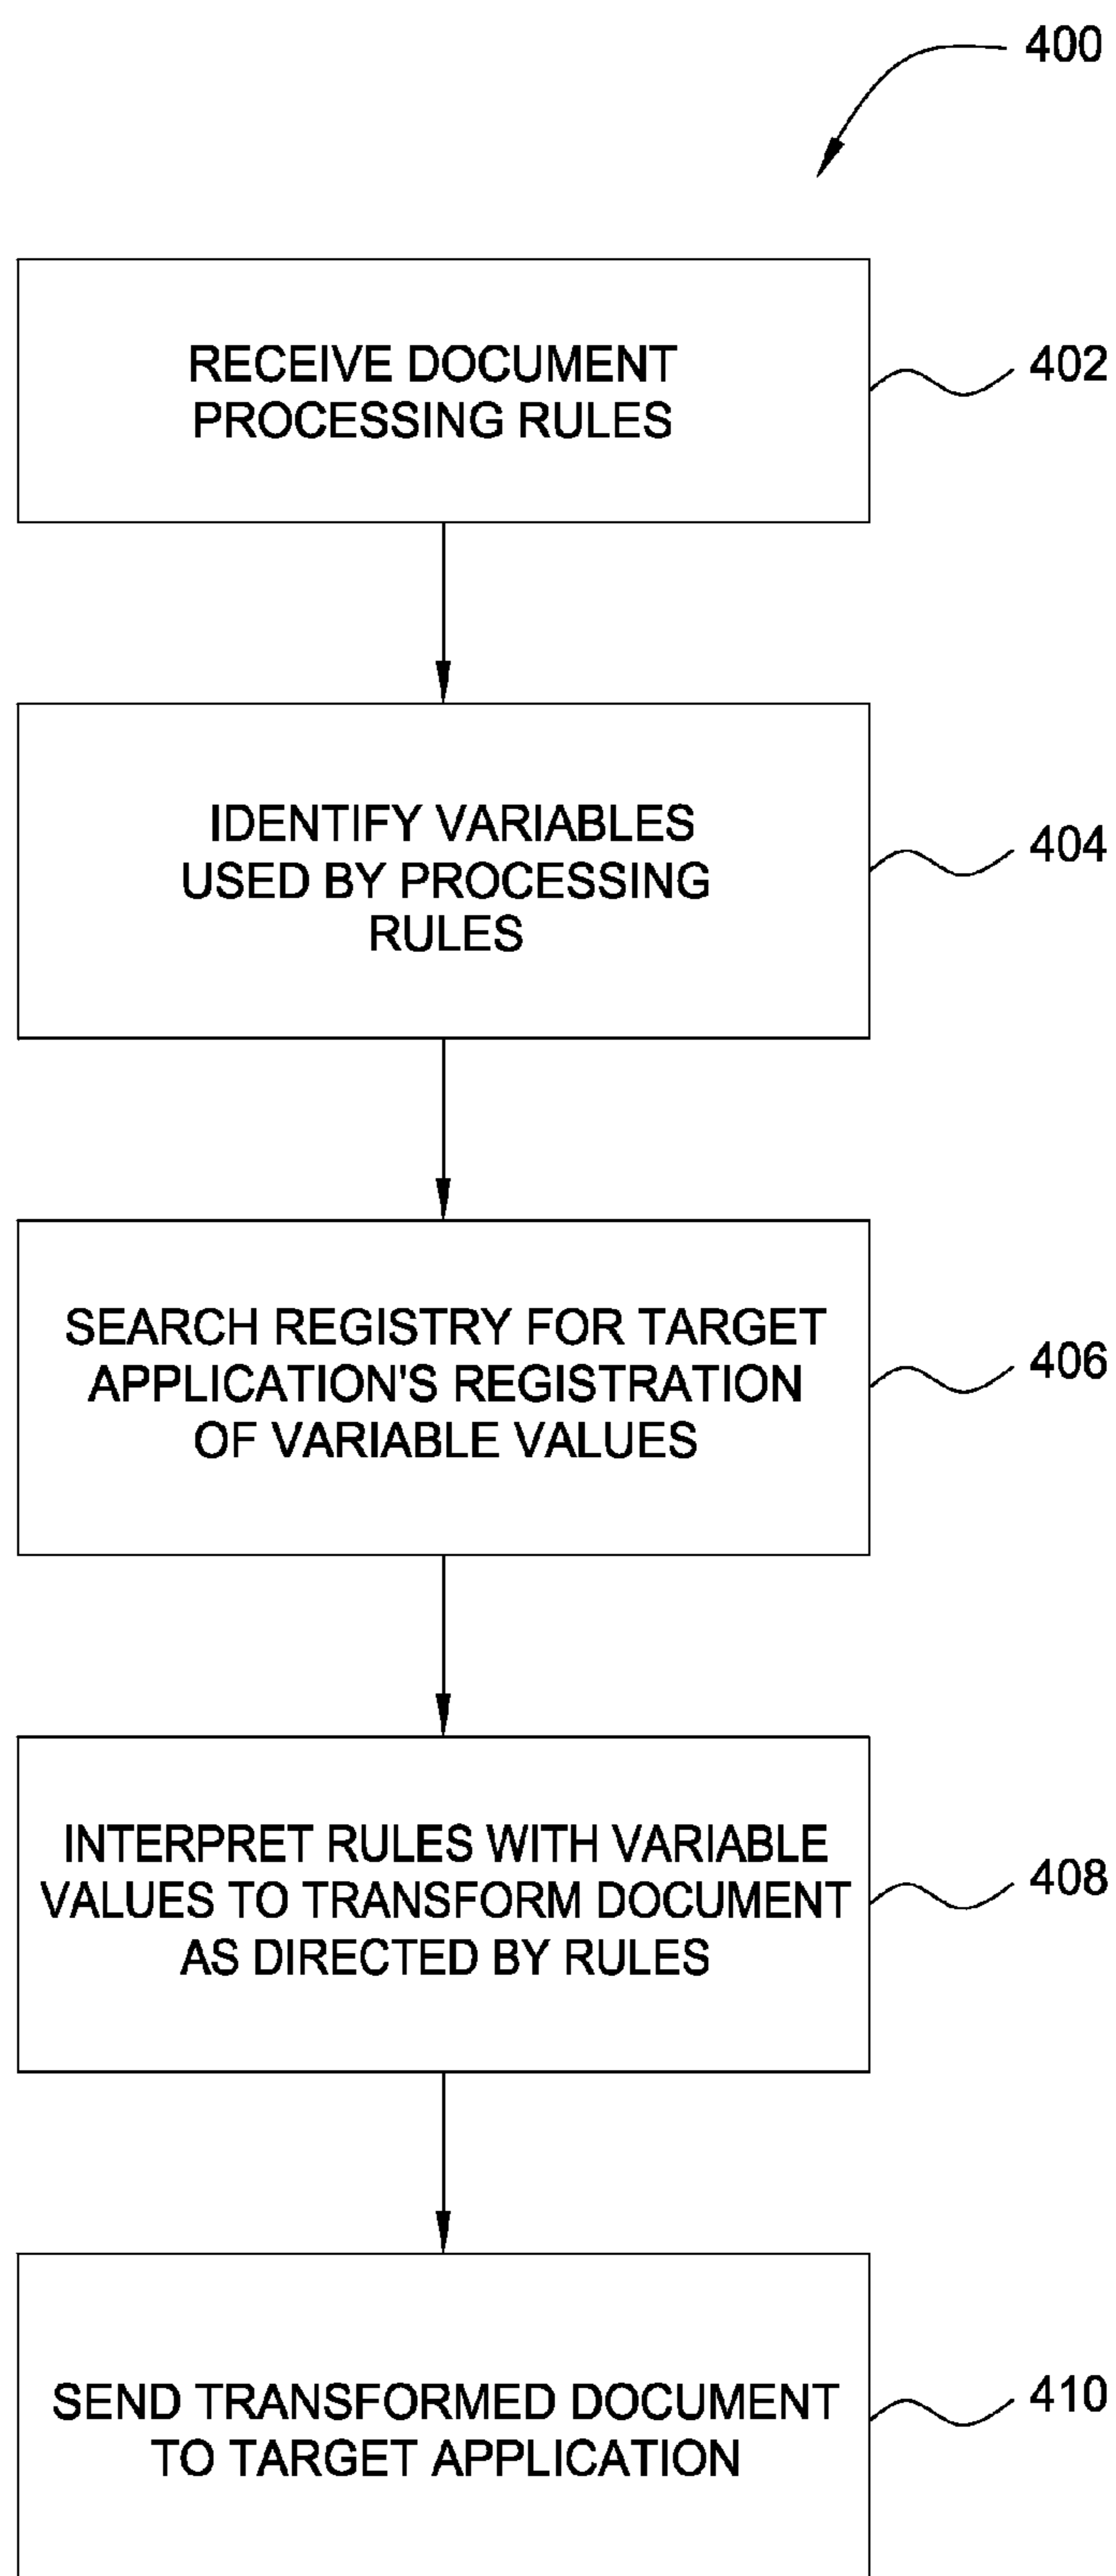 400
RECEIVE DOCUMENT
PROCESSING RULES
402
IDENTIFY VARIABLES
USED BY PROCESSING
RULES
404
SEARCH REGISTRY FOR TARGET
APPLICATION'S REGISTRATION
OF VARIABLE VALUES
406
INTERPRET RULES WITH VARIABLE
VALUES TO TRANSFORM DOCUMENT
AS DIRECTED BY RULES
408
SEND TRANSFORMED DOCUMENT
TO TARGET APPLICATION
410